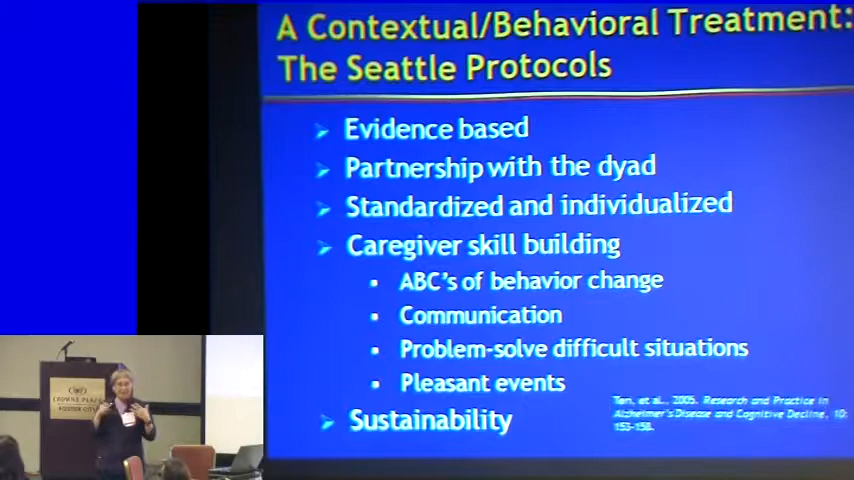 A Contextual/Behavioral Treatment:
The Seattle Protocols
Evidence based
Partnership with the dyad
Standardized and individualized
Caregiver skill building
ABC's of behavior change
Communication
Problem-solve difficult situations
Pleasant events
Sustainability
Teri, et al., 2005. Research and Practice in
Alzheimer's Disease and Cognitive Decline, 10:
153-158.
CROWNE PLAZA
FOSTER CITY